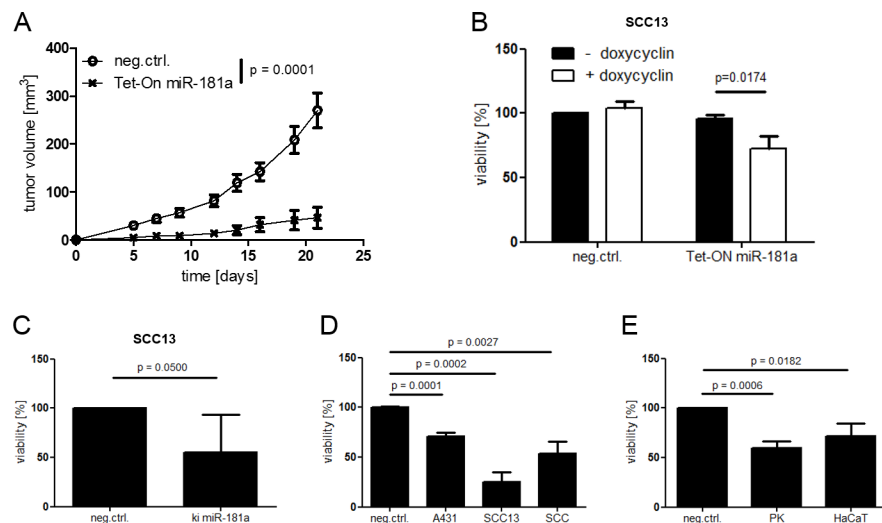 A
neg.ctrl.
Tet-On miR-181a
p = 0.0001
tumor volume [mm³]
400
300
200
100
0
0 5 10 15 20 25
time [days]
B
SCC13
- doxycyclin
+ doxycyclin
p=0.0174
viability [%]
150
100
50
0
neg.ctrl. Tet-ON miR-181a
C
SCC13
p = 0.0500
viability [%]
150
100
50
0
neg.ctrl. ki miR-181a
D
p = 0.0027
p = 0.0002
p = 0.0001
viability [%]
150
100
50
0
neg.ctrl. A431 SCC13 SCC
E
p = 0.0182
p = 0.0006
viability [%]
150
100
50
0
neg.ctrl. PK HaCaT